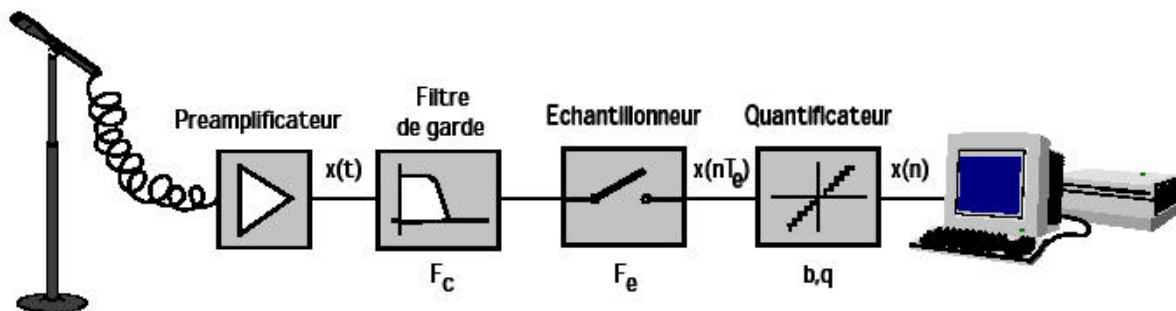 Preamplificateur
x(t)
Filtre
de garde
F_c
Echantillonneur
F_e
x(nT_e)
Quantificateur
b,q
x(n)